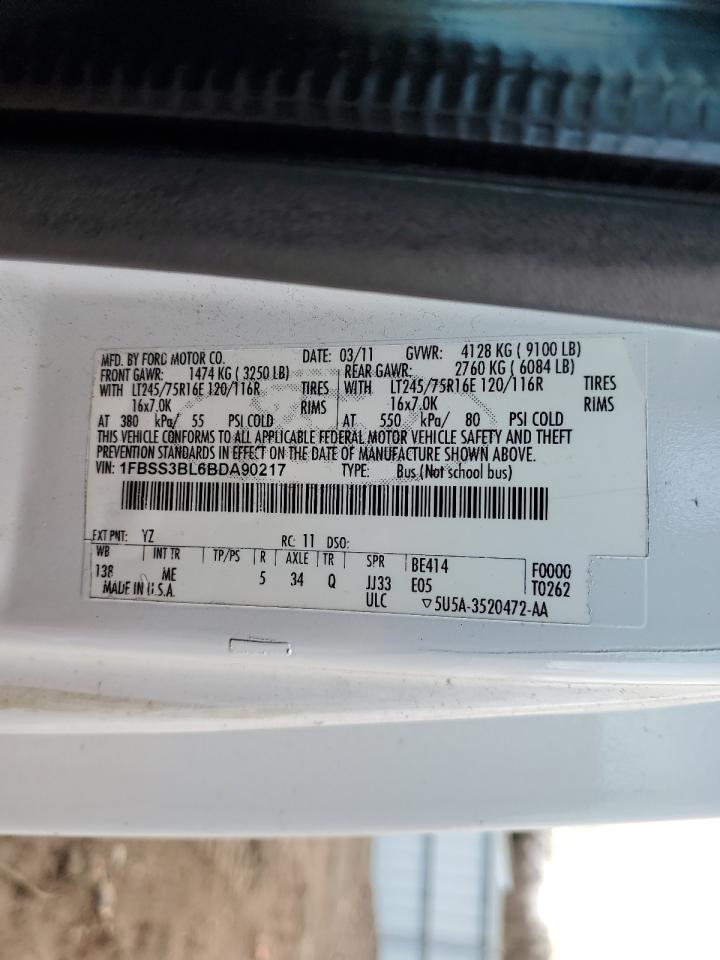 MFD. BY FORD MOTOR CO. DATE: 03/11 GVWR: 4128 KG ( 9100 LB)
FRONT GAWR: 1474 KG ( 3250 LB) REAR GAWR: 2760 KG ( 6084 LB)
WITH LT245/75R16E 120/116R TIRES WITH LT245/75R16E 120/116R TIRES
16x7.0K RIMS 16x7.0K RIMS
AT 380 kPa/ 55 PSI COLD AT 550 kPa/ 80 PSI COLD
THIS VEHICLE CONFORMS TO ALL APPLICABLE FEDERAL MOTOR VEHICLE SAFETY AND THEFT
PREVENTION STANDARDS IN EFFECT ON THE DATE OF MANUFACTURE SHOWN ABOVE.
VIN: 1FBSS3BL6BDA90217 TYPE: Bus (Not school bus)
EXT PNT: YZ RC: 11 DSO:
WB INT TR TP/PS R AXLE TR SPR BE414 F0000
138 ME 5 34 Q JJ33 E05 T0262
MADE IN U.S.A. ULC ▽5U5A-3520472-AA